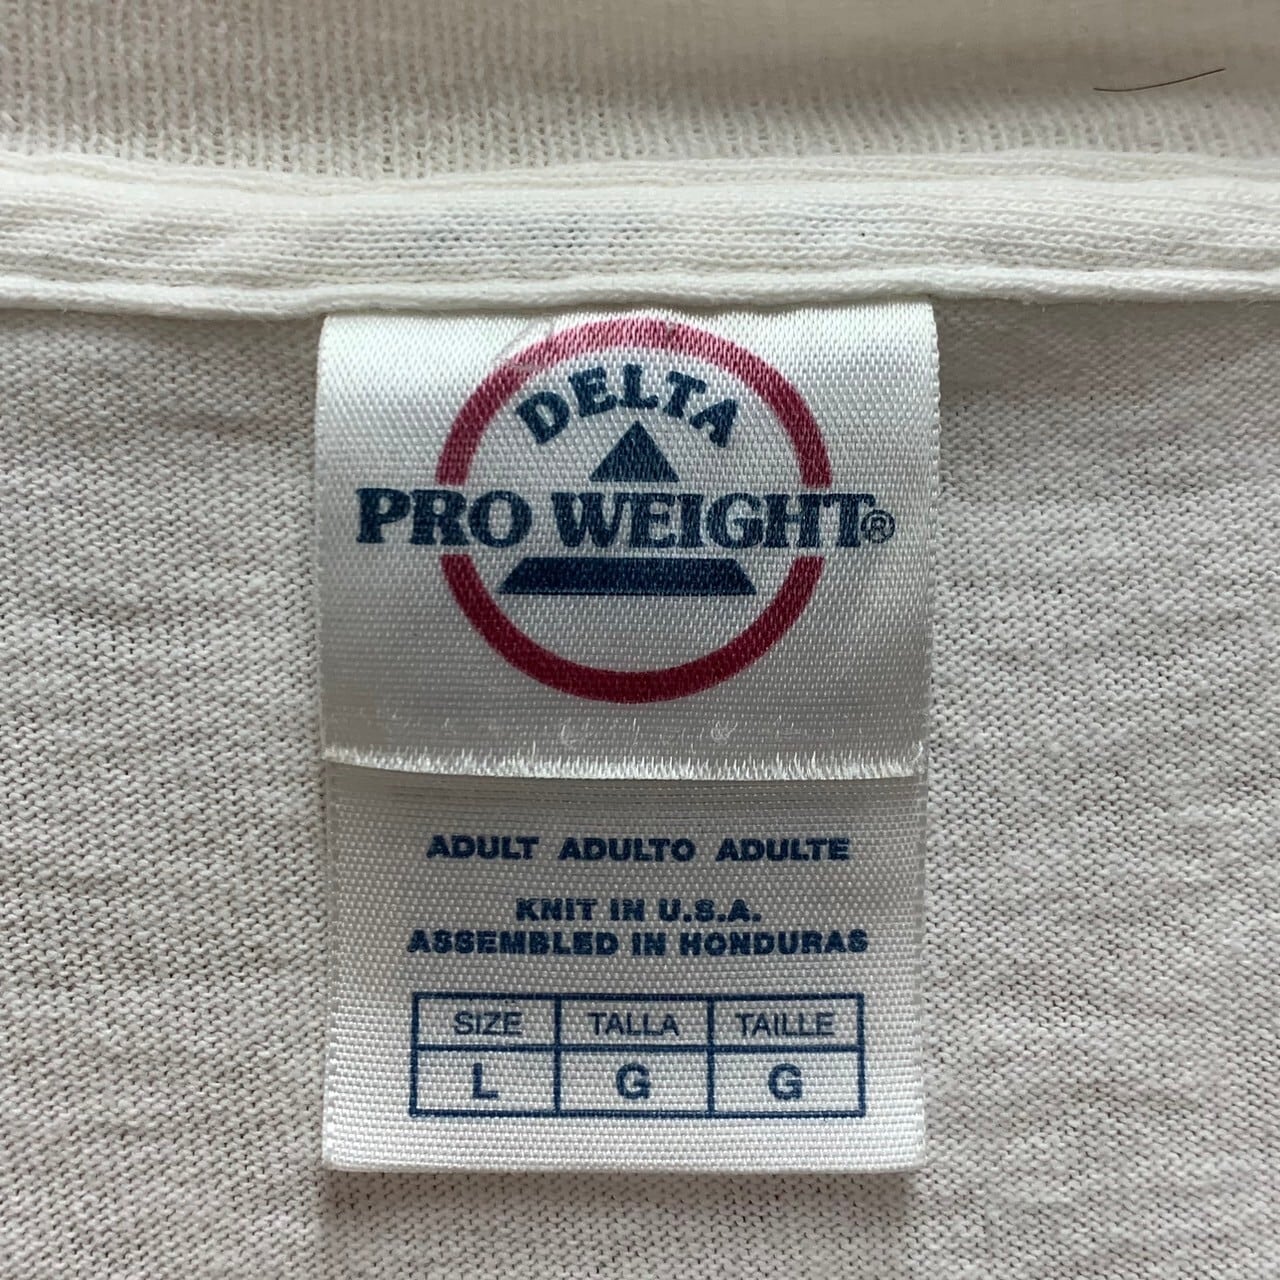 DELTA
PRO WEIGHT®
ADULT ADULTO ADULTE
KNIT IN U.S.A.
ASSEMBLED IN HONDURAS
SIZE TALLA TAILLE
L G G